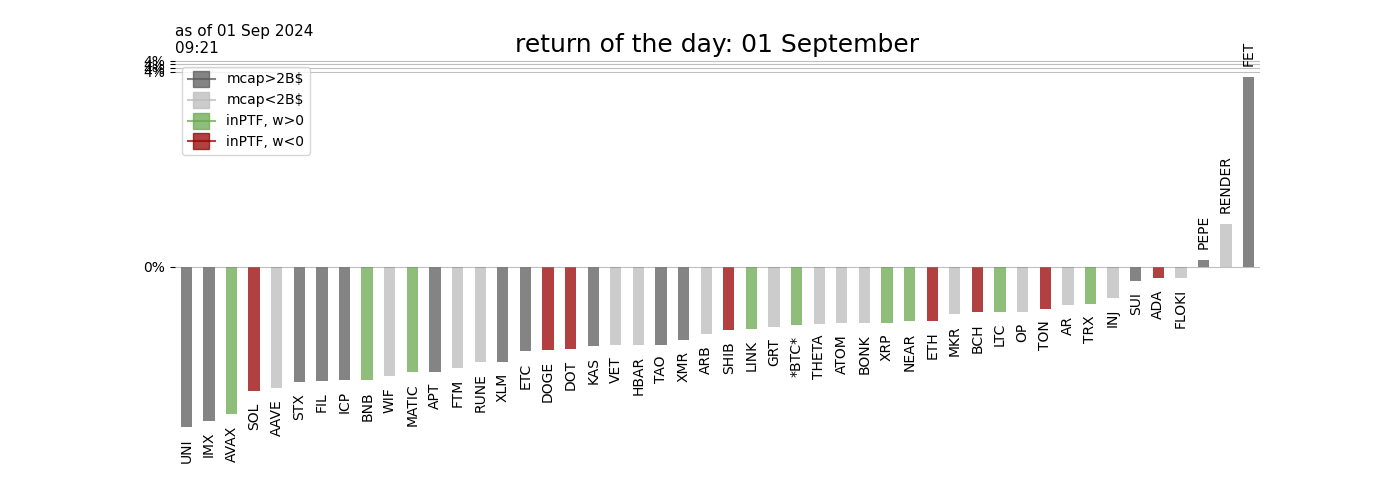 as of 01 Sep 2024
09:21
return of the day: 01 September
4%
4%
0%
mcap>2B$
mcap<2B$
inPTF, w>0
inPTF, w<0
UNI
IMX
AVAX
SOL
AAVE
STX
FIL
ICP
BNB
WIF
MATIC
APT
FTM
RUNE
XLM
ETC
DOGE
DOT
KAS
VET
HBAR
TAO
XMR
ARB
SHIB
LINK
GRT
*BTC*
THETA
ATOM
BONK
XRP
NEAR
ETH
MKR
BCH
LTC
OP
TON
AR
TRX
INJ
SUI
ADA
FLOKI
PEPE
RENDER
FET